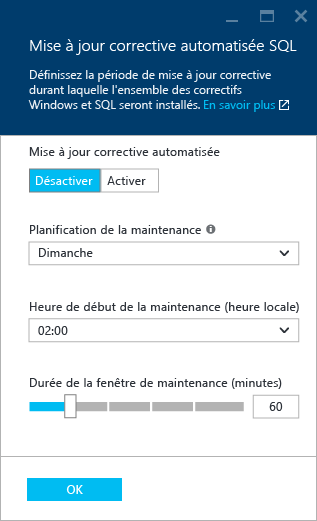 Mise à jour corrective automatisée SQL
Définissez la période de mise à jour corrective
durant laquelle l'ensemble des correctifs
Windows et SQL seront installés. En savoir plus
Mise à jour corrective automatisée
Désactiver Activer
Planification de la maintenance
Dimanche
Heure de début de la maintenance (heure locale)
02:00
Durée de la fenêtre de maintenance (minutes)
60
OK